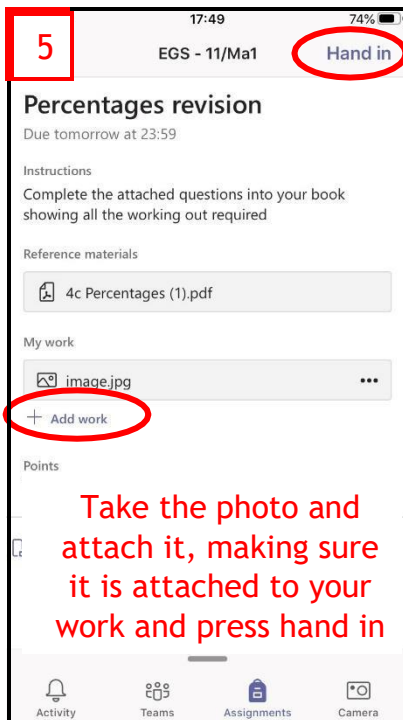 17:49
74%
5
EGS - 11/Ma1
Hand in
Percentages revision
Due tomorrow at 23:59
Instructions
Complete the attached questions into your book
showing all the working out required
Reference materials
4c Percentages (1).pdf
My work
image.jpg
+ Add work
Points
Take the photo and
attach it, making sure
it is attached to your
work and press hand in
Activity
Teams
Assignments
Camera